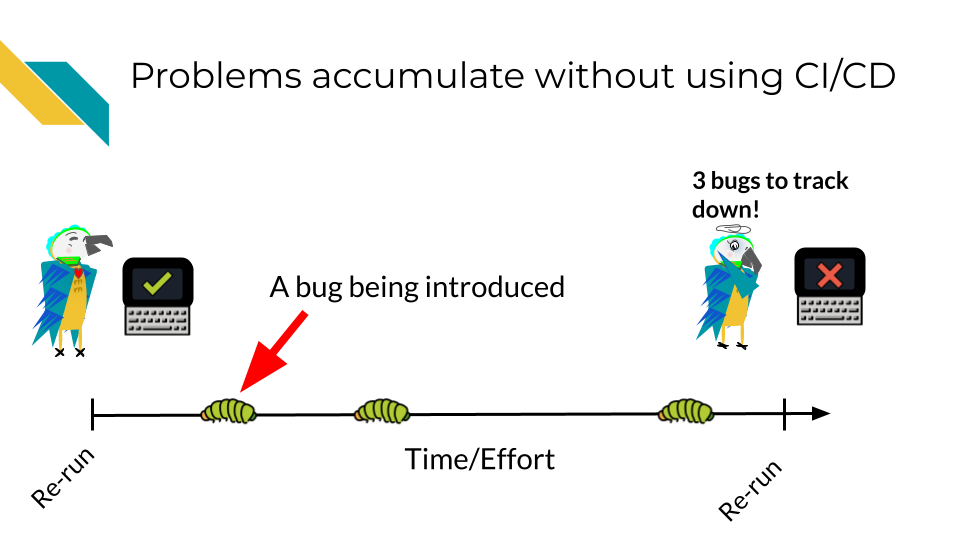 Problems accumulate without using CI/CD
3 bugs to track
down!
A bug being introduced
Time/Effort
Re-run
Re-run